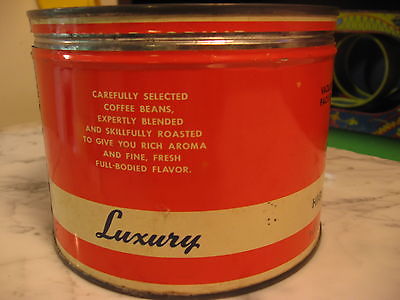 CAREFULLY SELECTED
COFFEE BEANS,
EXPERTLY BLENDED
AND SKILLFULLY ROASTED
TO GIVE YOU RICH AROMA
AND FINE, FRESH
FULL-BODIED FLAVOR.
Luxury